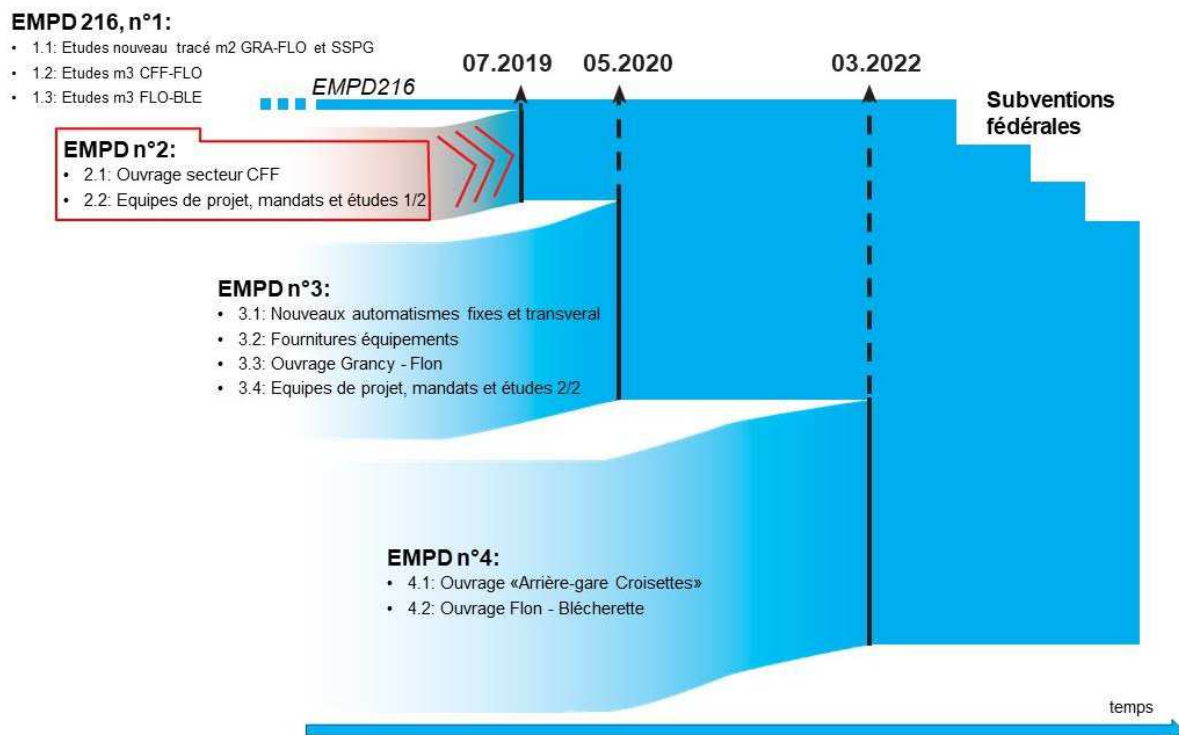 EMPD 216, n°1:
• 1.1: Etudes nouveau tracé m2 GRA-FLO et SSPG
• 1.2: Etudes m3 CFF-FLO
• 1.3: Etudes m3 FLO-BLE
EMPD216
07.2019
05.2020
03.2022
Subventions
fédérales
EMPD n°2:
• 2.1: Ouvrage secteur CFF
• 2.2: Equipes de projet, mandats et études 1/2
EMPD n°3:
• 3.1: Nouveaux automatismes fixes et transveral
• 3.2: Fournitures équipements
• 3.3: Ouvrage Grancy - Flon
• 3.4: Equipes de projet, mandats et études 2/2
EMPD n°4:
• 4.1: Ouvrage «Arrière-gare Croisettes»
• 4.2: Ouvrage Flon - Blécherette
temps